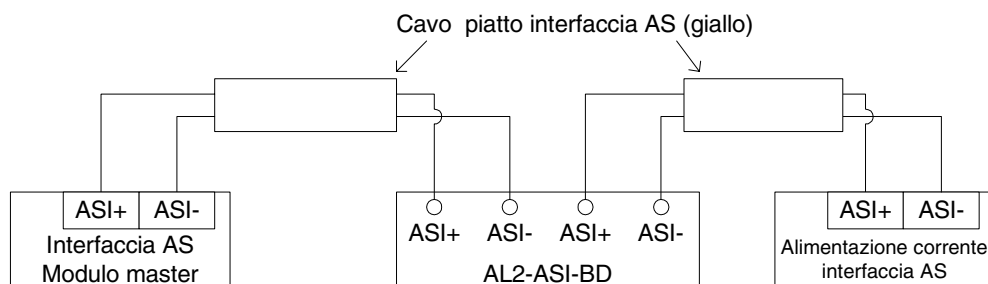 Cavo piatto interfaccia AS (giallo)
ASI+ ASI-
Interfaccia AS
Modulo master
ASI+ ASI- ASI+ ASI-
AL2-ASI-BD
ASI+ ASI-
Alimentazione corrente
interfaccia AS